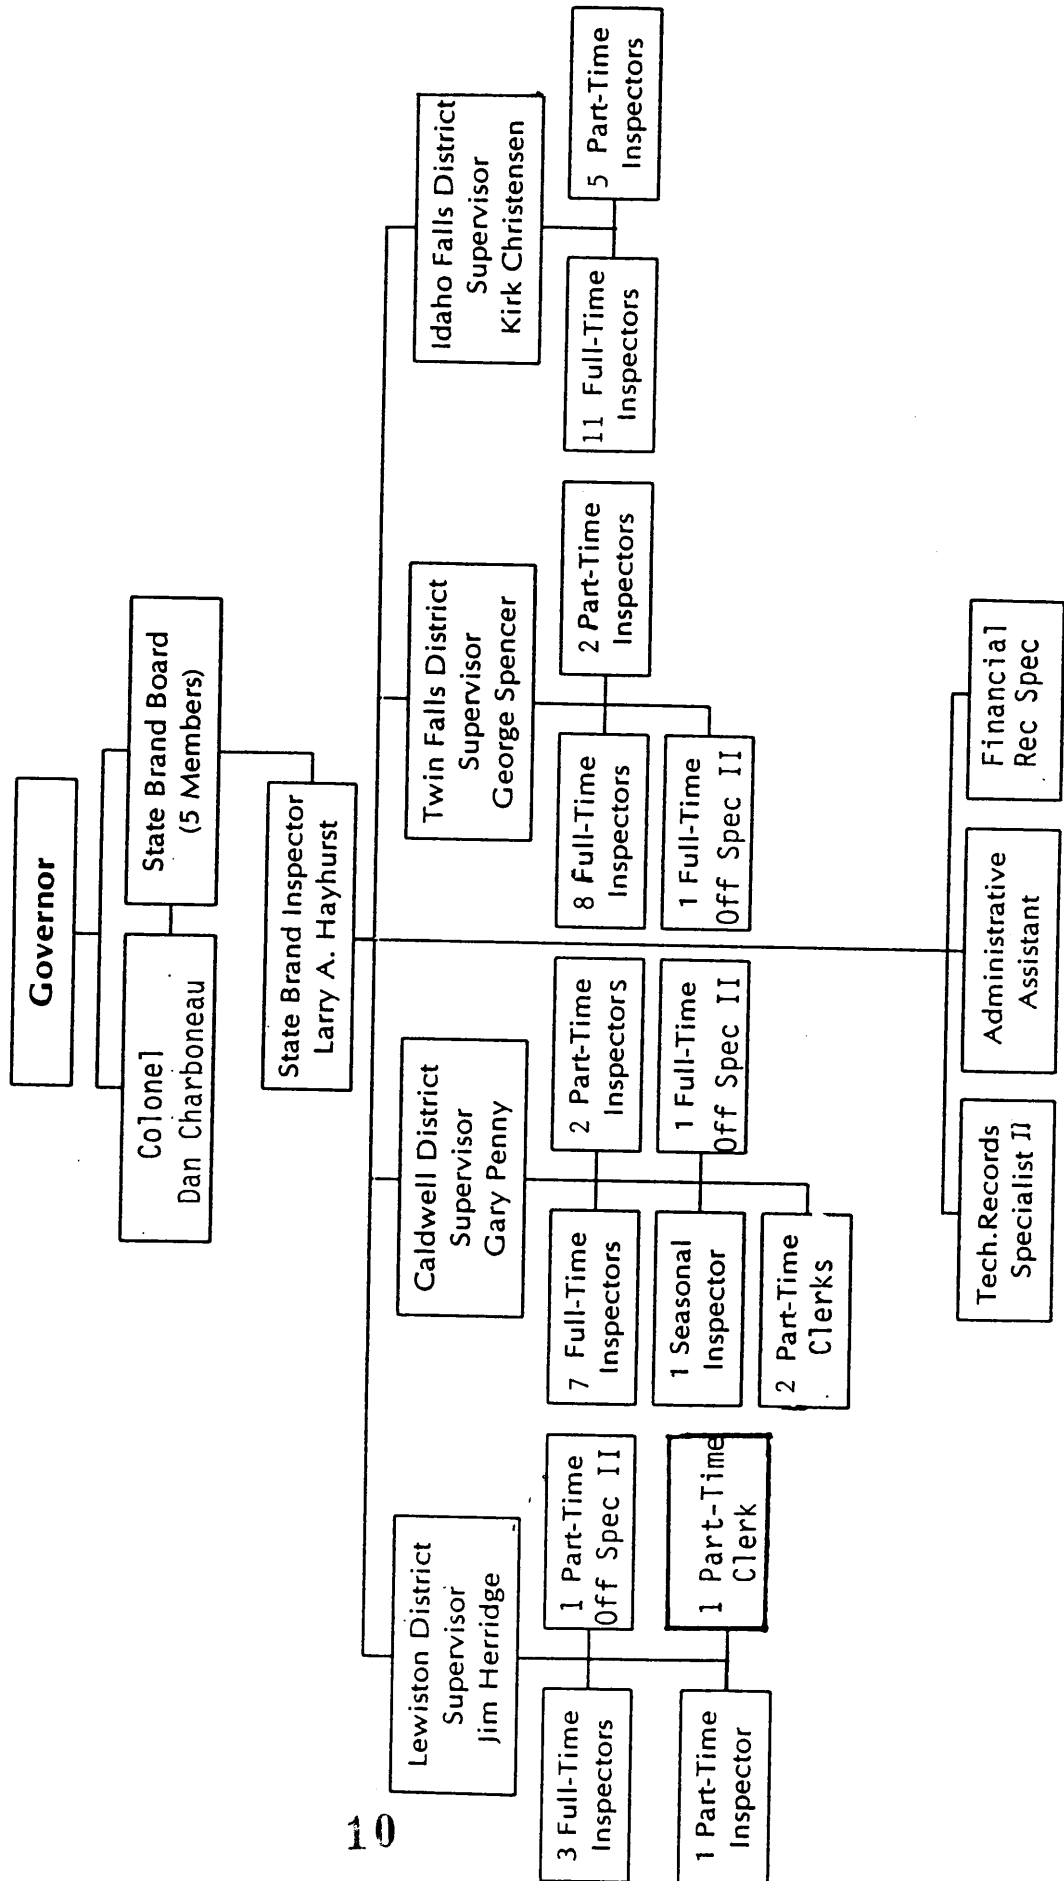 Governor
Colonel
Dan Charboneau
State Brand Board
(5 Members)
State Brand Inspector
Larry A. Hayhurst
Lewiston District
Supervisor
Jim Herridge
3 Full-Time
Inspectors
1 Part-Time
Off Spec II
1 Part-Time
Inspector
1 Part-Time
Clerk
Caldwell District
Supervisor
Gary Penny
7 Full-Time
Inspectors
2 Part-Time
Inspectors
1 Seasonal
Inspector
1 Full-Time
Off Spec II
2 Part-Time
Clerks
Twin Falls District
Supervisor
George Spencer
8 Full-Time
Inspectors
2 Part-Time
Inspectors
1 Full-Time
Off Spec II
Idaho Falls District
Supervisor
Kirk Christensen
11 Full-Time
Inspectors
5 Part-Time
Inspectors
Tech.Records
Specialist II
Administrative
Assistant
Financial
Rec Spec
10